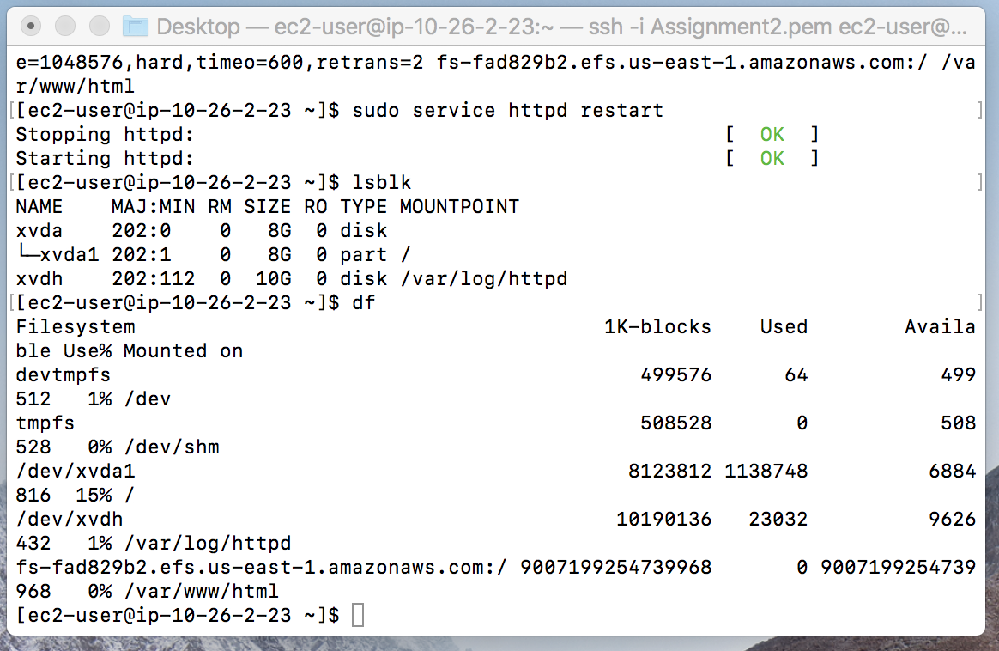 Desktop — ec2-user@ip-10-26-2-23:~ — ssh -i Assignment2.pem ec2-user@...
e=1048576,hard,timeo=600,retrans=2 fs-fad829b2.efs.us-east-1.amazonaws.com:/ /va
r/www/html
[[ec2-user@ip-10-26-2-23 ~]$ sudo service httpd restart ]
Stopping httpd:                                            [  OK  ]
Starting httpd:                                            [  OK  ]
[[ec2-user@ip-10-26-2-23 ~]$ lsblk ]
NAME    MAJ:MIN RM SIZE RO TYPE MOUNTPOINT
xvda    202:0    0   8G  0 disk
└─xvda1 202:1    0   8G  0 part /
xvdh    202:112  0  10G  0 disk /var/log/httpd
[[ec2-user@ip-10-26-2-23 ~]$ df ]
Filesystem                                       1K-blocks    Used        Availa
ble Use% Mounted on
devtmpfs                                            499576      64           499
512   1% /dev
tmpfs                                               508528       0           508
528   0% /dev/shm
/dev/xvda1                                         8123812 1138748          6884
816  15% /
/dev/xvdh                                         10190136   23032          9626
432   1% /var/log/httpd
fs-fad829b2.efs.us-east-1.amazonaws.com:/ 9007199254739968       0 9007199254739
968   0% /var/www/html
[ec2-user@ip-10-26-2-23 ~]$